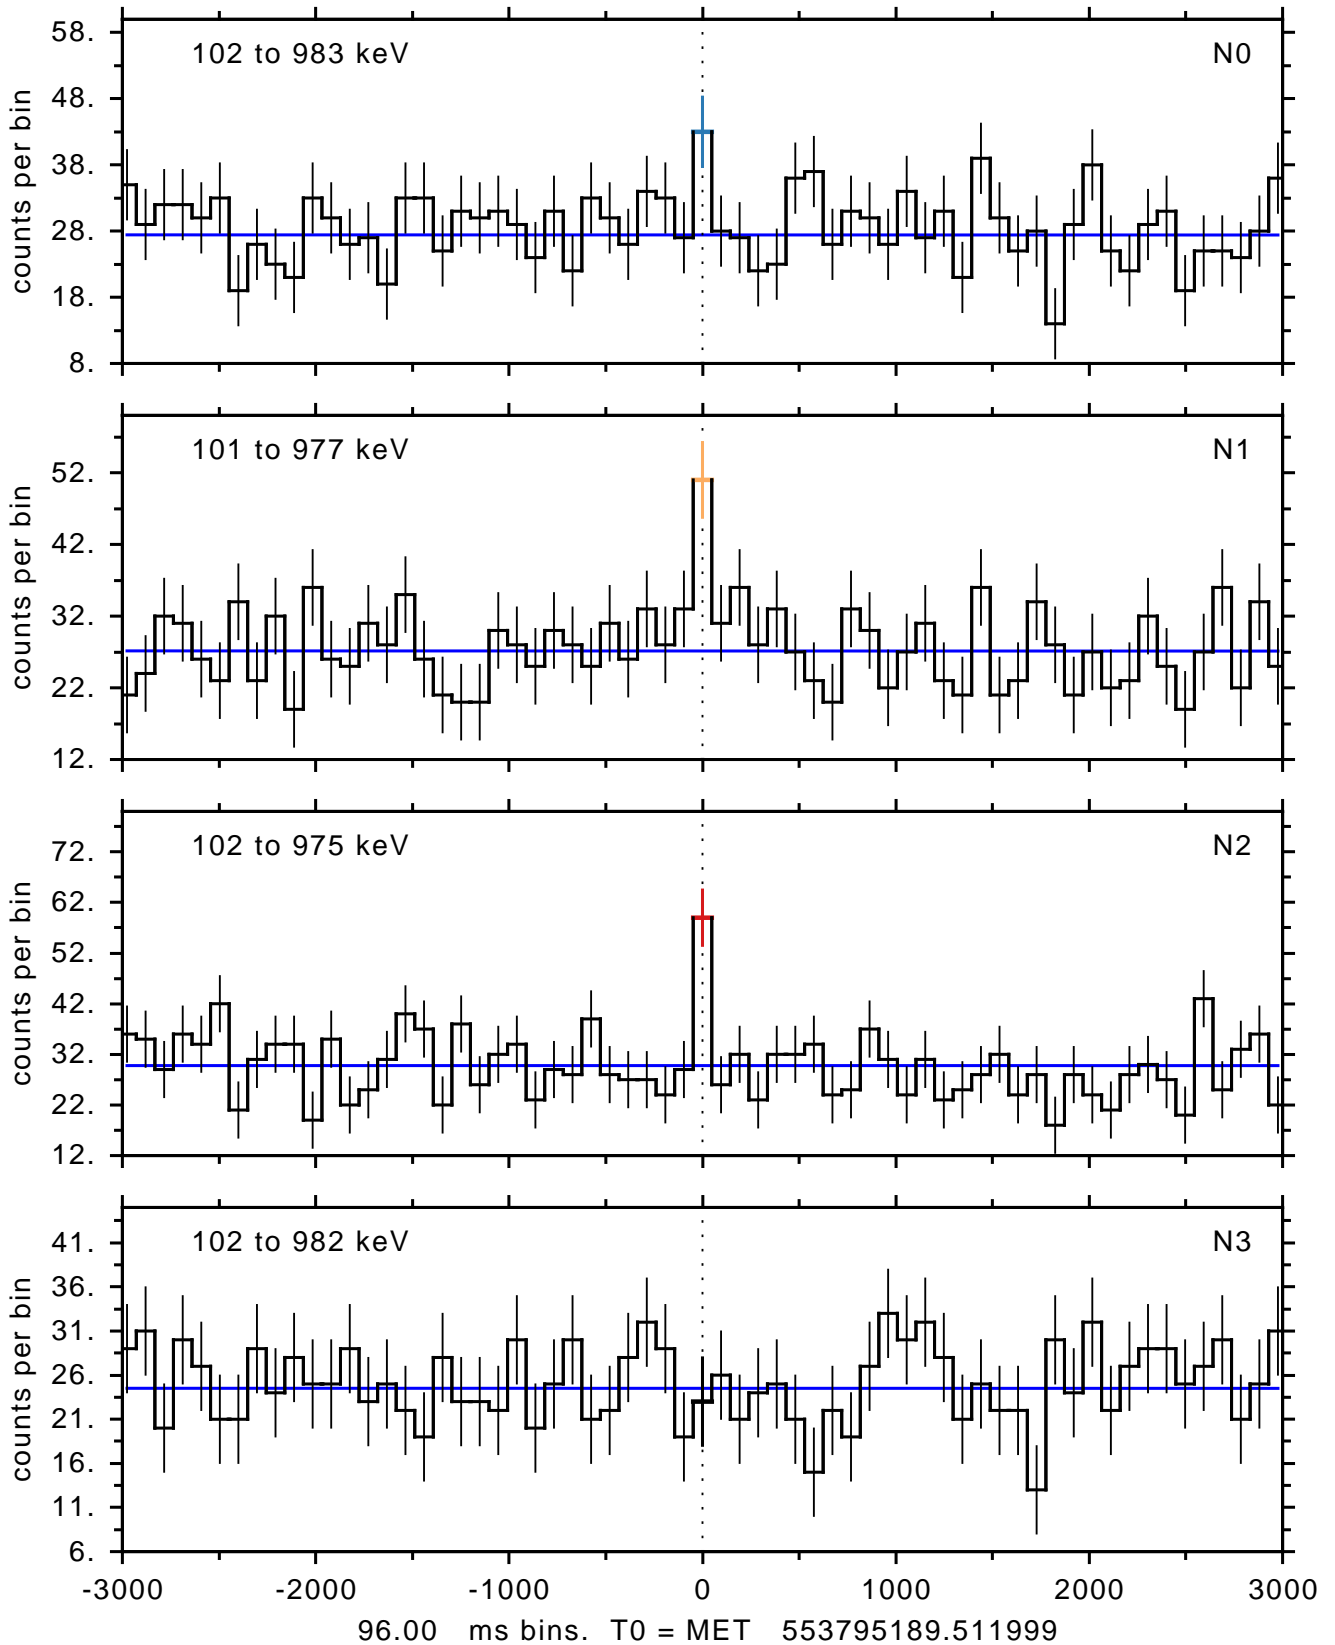 58.
102 to 983 keV N0
48.
38.
28.
18.
8.
counts per bin
101 to 977 keV N1
52.
42.
32.
22.
12.
counts per bin
102 to 975 keV N2
72.
62.
52.
42.
32.
22.
12.
counts per bin
102 to 982 keV N3
41.
36.
31.
26.
21.
16.
11.
6.
counts per bin
-3000 -2000 -1000 0 1000 2000 3000
96.00 ms bins. T0 = MET 553795189.511999